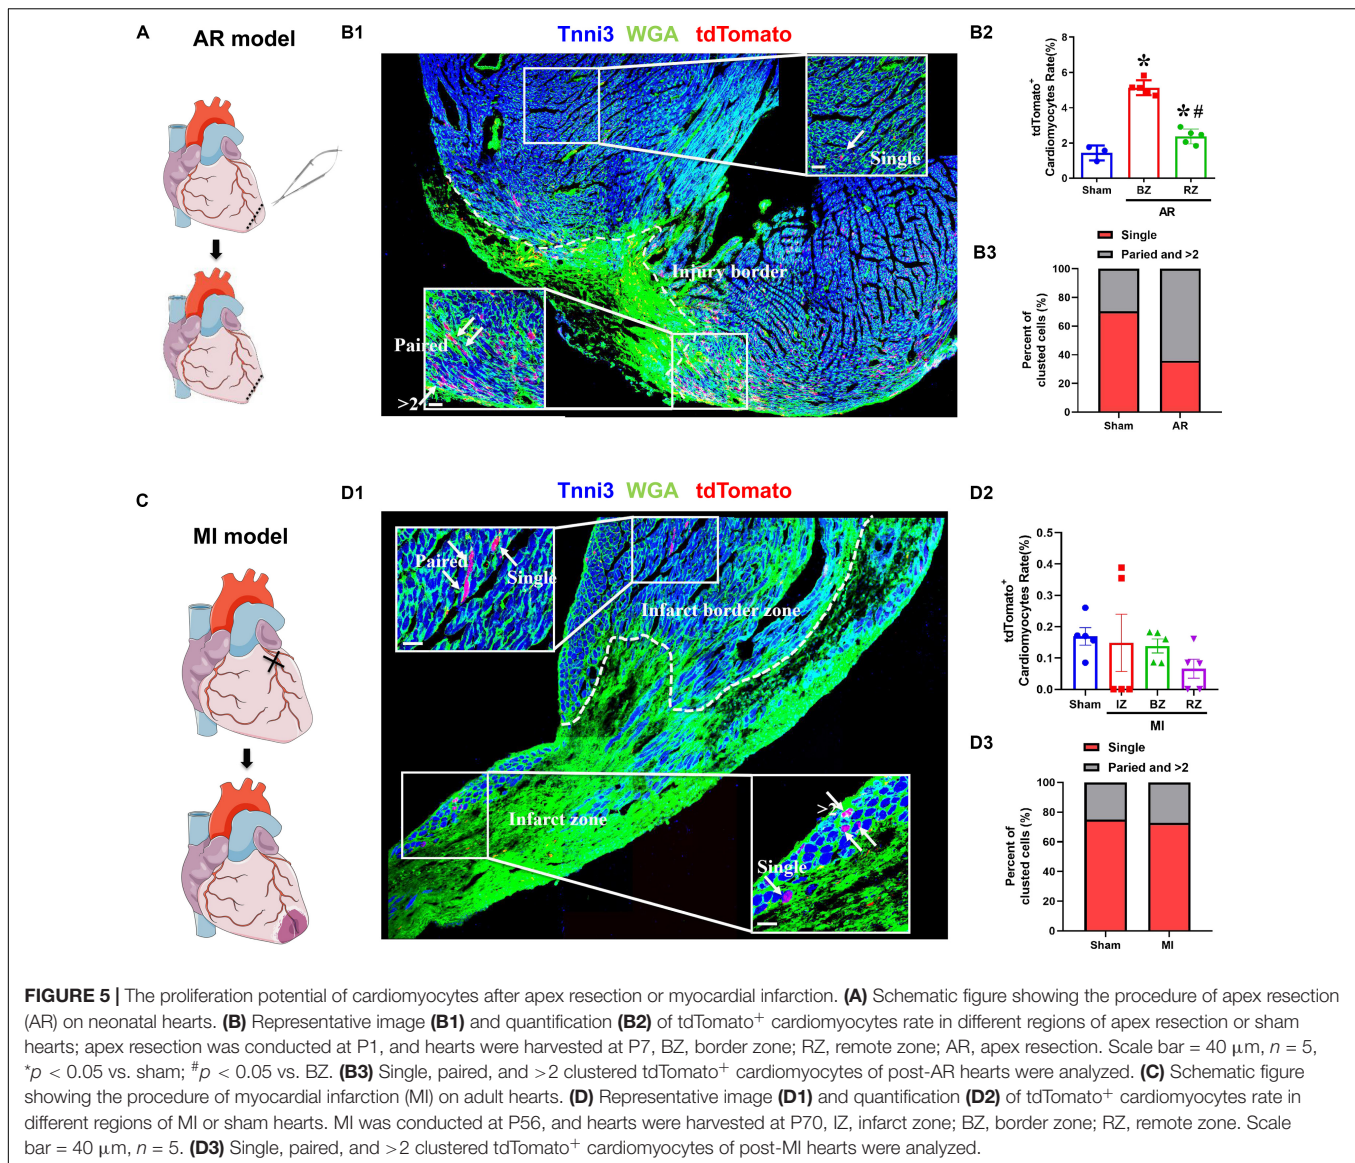 A
AR model
B1
Tnni3 WGA tdTomato
Single
Injury border
Paired
>2
B2
tdTomato+
Cardiomyocytes Rate(%)
8
6
4
2
0
*
*#
Sham BZ RZ
AR
B3
Single
Paried and >2
Percent of
clusted cells (%)
100
80
60
40
20
0
Sham AR
C
MI model
D1
Tnni3 WGA tdTomato
Paired
Single
Infarct border zone
Infarct zone
>2
Single
D2
tdTomato+
Cardiomyocytes Rate(%)
0.5
0.4
0.3
0.2
0.1
0.0
Sham IZ BZ RZ
MI
D3
Single
Paried and >2
Percent of
clusted cells (%)
100
80
60
40
20
0
Sham MI
FIGURE 5 | The proliferation potential of cardiomyocytes after apex resection or myocardial infarction. (A) Schematic figure showing the procedure of apex resection
(AR) on neonatal hearts. (B) Representative image (B1) and quantification (B2) of tdTomato+ cardiomyocytes rate in different regions of apex resection or sham
hearts; apex resection was conducted at P1, and hearts were harvested at P7, BZ, border zone; RZ, remote zone; AR, apex resection. Scale bar = 40 μm, n = 5,
*p < 0.05 vs. sham; #p < 0.05 vs. BZ. (B3) Single, paired, and >2 clustered tdTomato+ cardiomyocytes of post-AR hearts were analyzed. (C) Schematic figure
showing the procedure of myocardial infarction (MI) on adult hearts. (D) Representative image (D1) and quantification (D2) of tdTomato+ cardiomyocytes rate in
different regions of MI or sham hearts. MI was conducted at P56, and hearts were harvested at P70, IZ, infarct zone; BZ, border zone; RZ, remote zone. Scale
bar = 40 μm, n = 5. (D3) Single, paired, and >2 clustered tdTomato+ cardiomyocytes of post-MI hearts were analyzed.